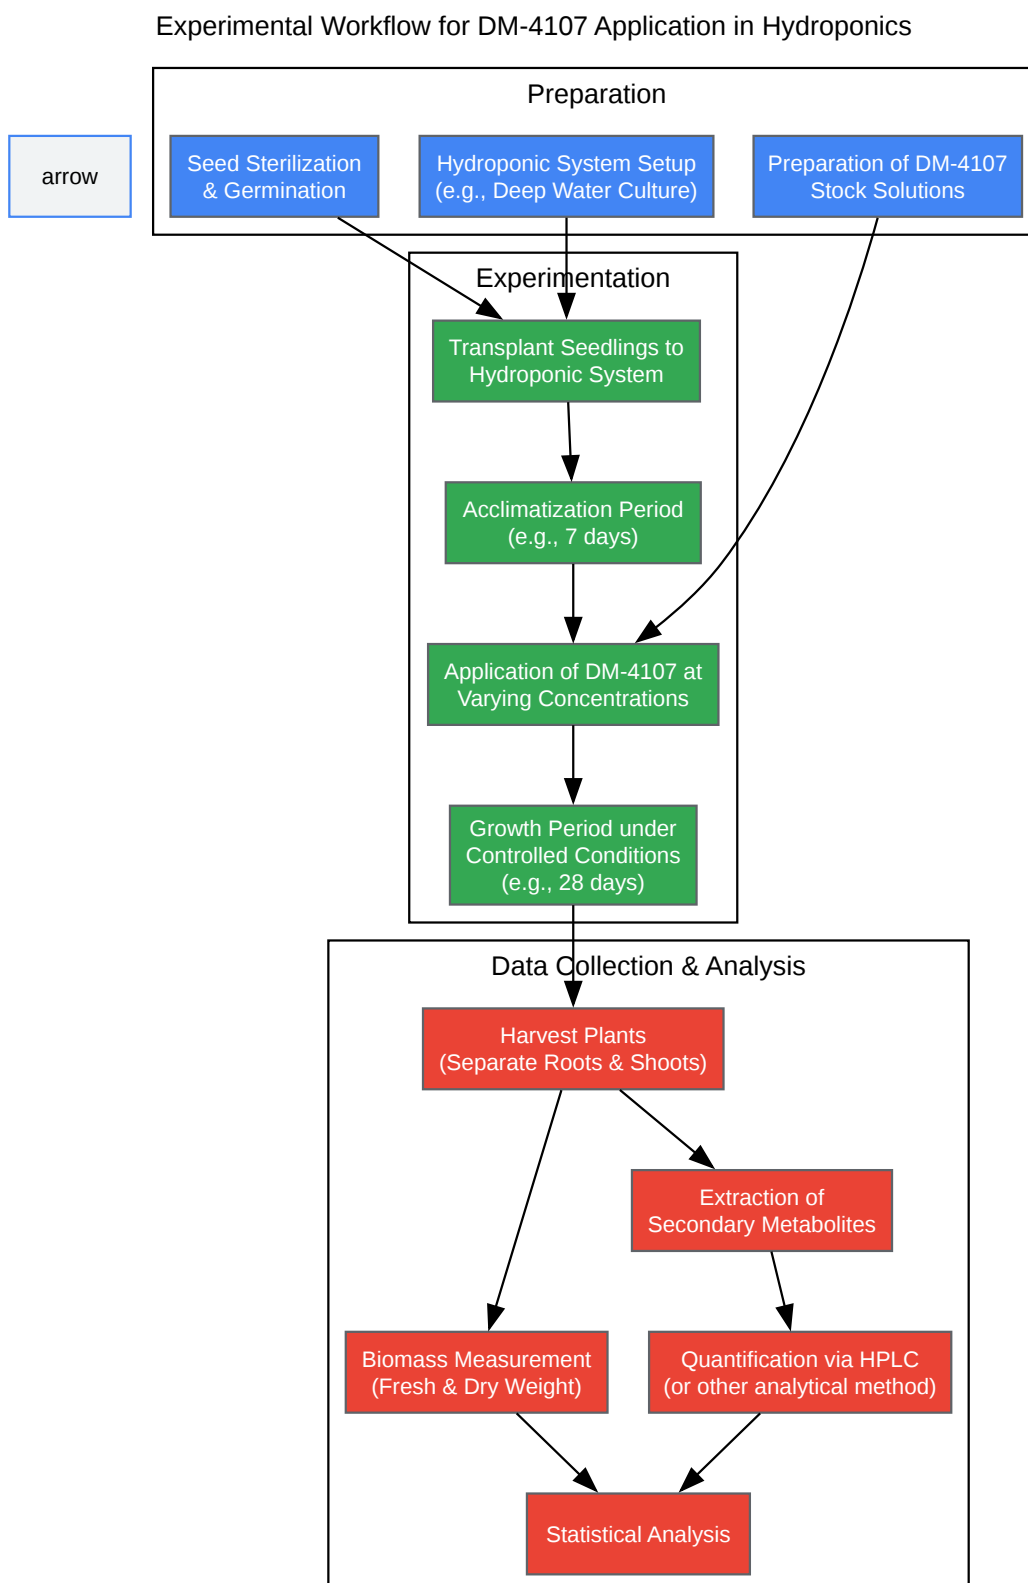 Experimental Workflow for DM-4107 Application in Hydroponics
Preparation
arrow
Seed Sterilization
& Germination
Hydroponic System Setup
(e.g., Deep Water Culture)
Preparation of DM-4107
Stock Solutions
Experimentation
Transplant Seedlings to
Hydroponic System
Acclimatization Period
(e.g., 7 days)
Application of DM-4107 at
Varying Concentrations
Growth Period under
Controlled Conditions
(e.g., 28 days)
Data Collection & Analysis
Harvest Plants
(Separate Roots & Shoots)
Extraction of
Secondary Metabolites
Biomass Measurement
(Fresh & Dry Weight)
Quantification via HPLC
(or other analytical method)
Statistical Analysis